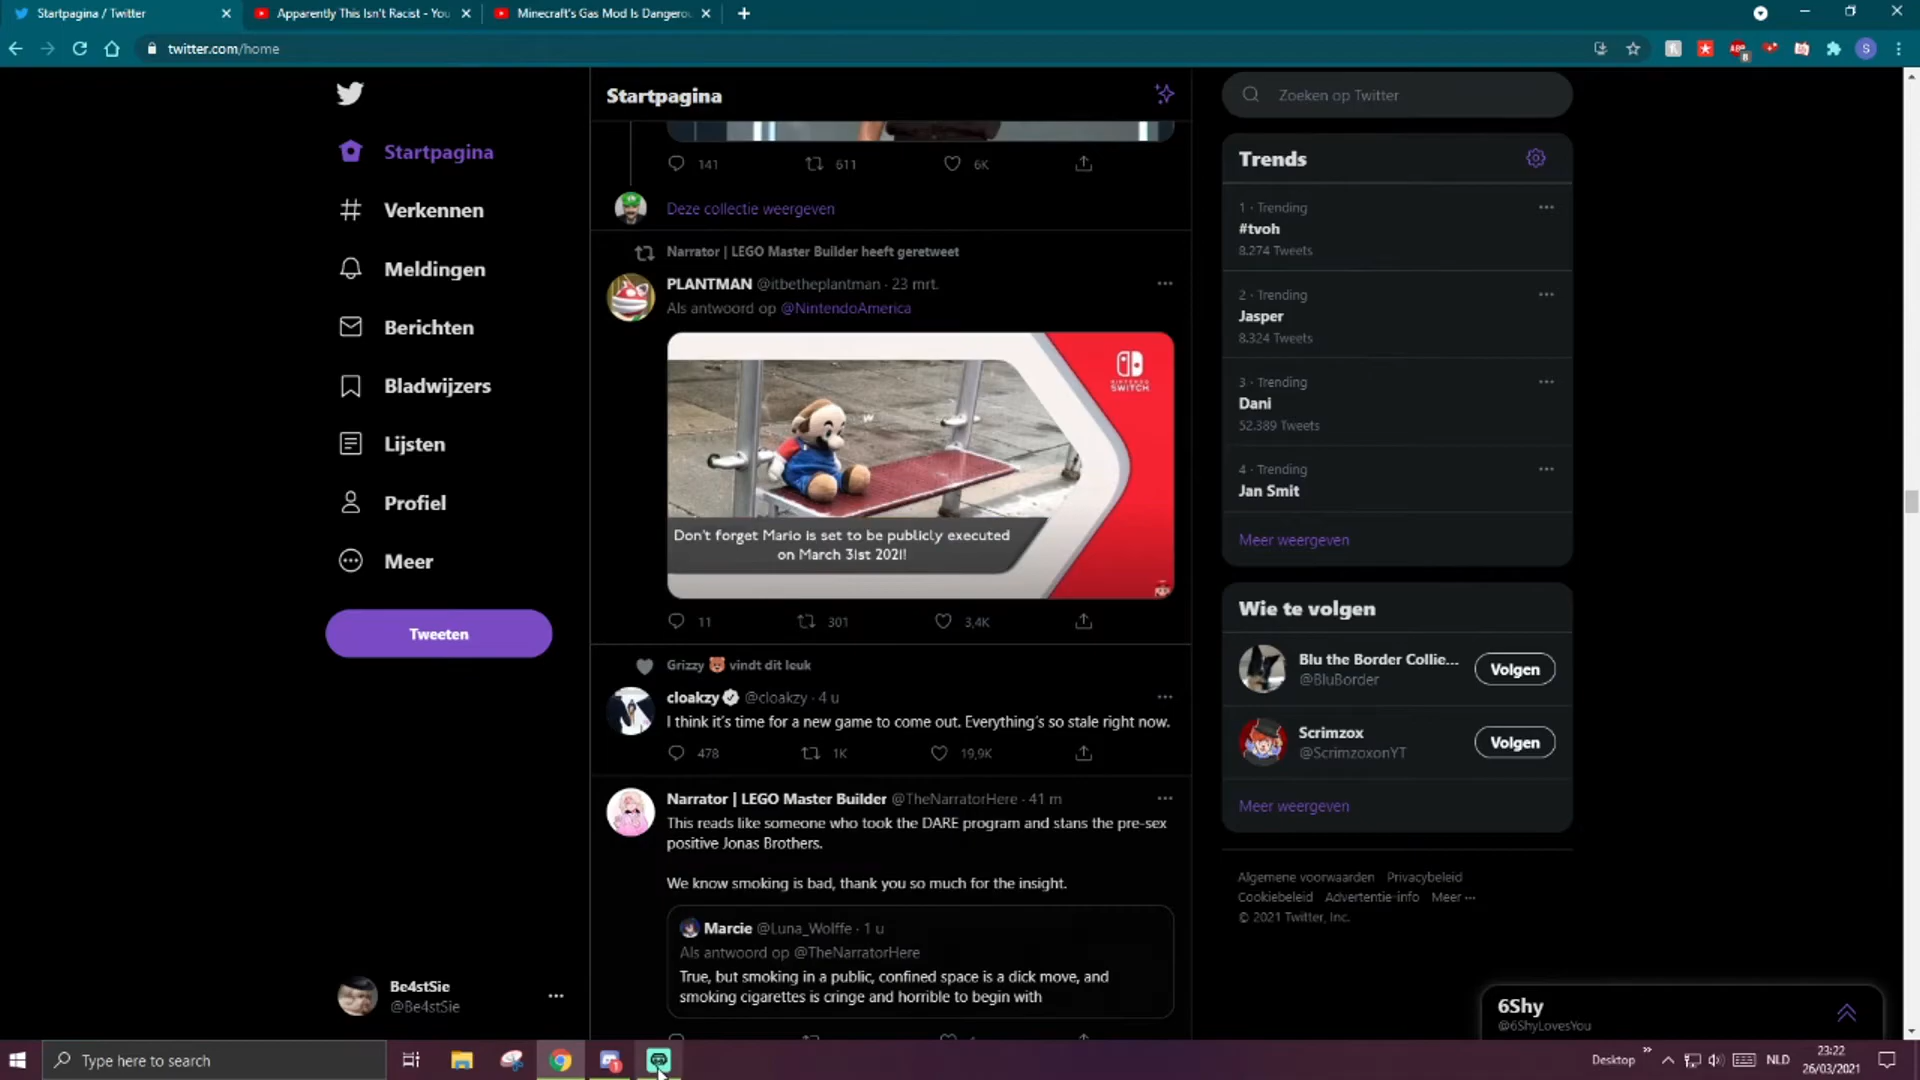 Startpagina / Twitter
Apparently This Isn't Racist - You
Minecraft's Gas Mod Is Dangerou
twitter.com/home
ABP
8
S
Startpagina
Verkennen
Meldingen
Berichten
Bladwijzers
Lijsten
Profiel
Meer
Tweeten
Be4stSie
@Be4stSie
Startpagina
141
611
6K
Deze collectie weergeven
Narrator | LEGO Master Builder heeft geretweet
PLANTMAN @itbetheplantman · 23 mrt.
Als antwoord op @NintendoAmerica
NINTENDO
SWITCH
Don't forget Mario is set to be publicly executed
on March 31st 2021!
11
301
3,4K
Grizzy vindt dit leuk
cloakzy @cloakzy · 4 u
I think it's time for a new game to come out. Everything's so stale right now.
478
1K
19,9K
Narrator | LEGO Master Builder @TheNarratorHere · 41 m
This reads like someone who took the DARE program and stans the pre-sex
positive Jonas Brothers.
We know smoking is bad, thank you so much for the insight.
Marcie @Luna_Wolffe · 1 u
Als antwoord op @TheNarratorHere
True, but smoking in a public, confined space is a dick move, and
smoking cigarettes is cringe and horrible to begin with
Zoeken op Twitter
Trends
1 · Trending
#tvoh
8.274 Tweets
2 · Trending
Jasper
8.324 Tweets
3 · Trending
Dani
52.389 Tweets
4 · Trending
Jan Smit
Meer weergeven
Wie te volgen
Blu the Border Collie...
@BluBorder
Volgen
Scrimzox
@ScrimzoxonYT
Volgen
Meer weergeven
Algemene voorwaarden Privacybeleid
Cookiebeleid Advertentie-info Meer ···
© 2021 Twitter, Inc.
6Shy
@6ShyLovesYou
Type here to search
1
Desktop
NLD
23:22
26/03/2021